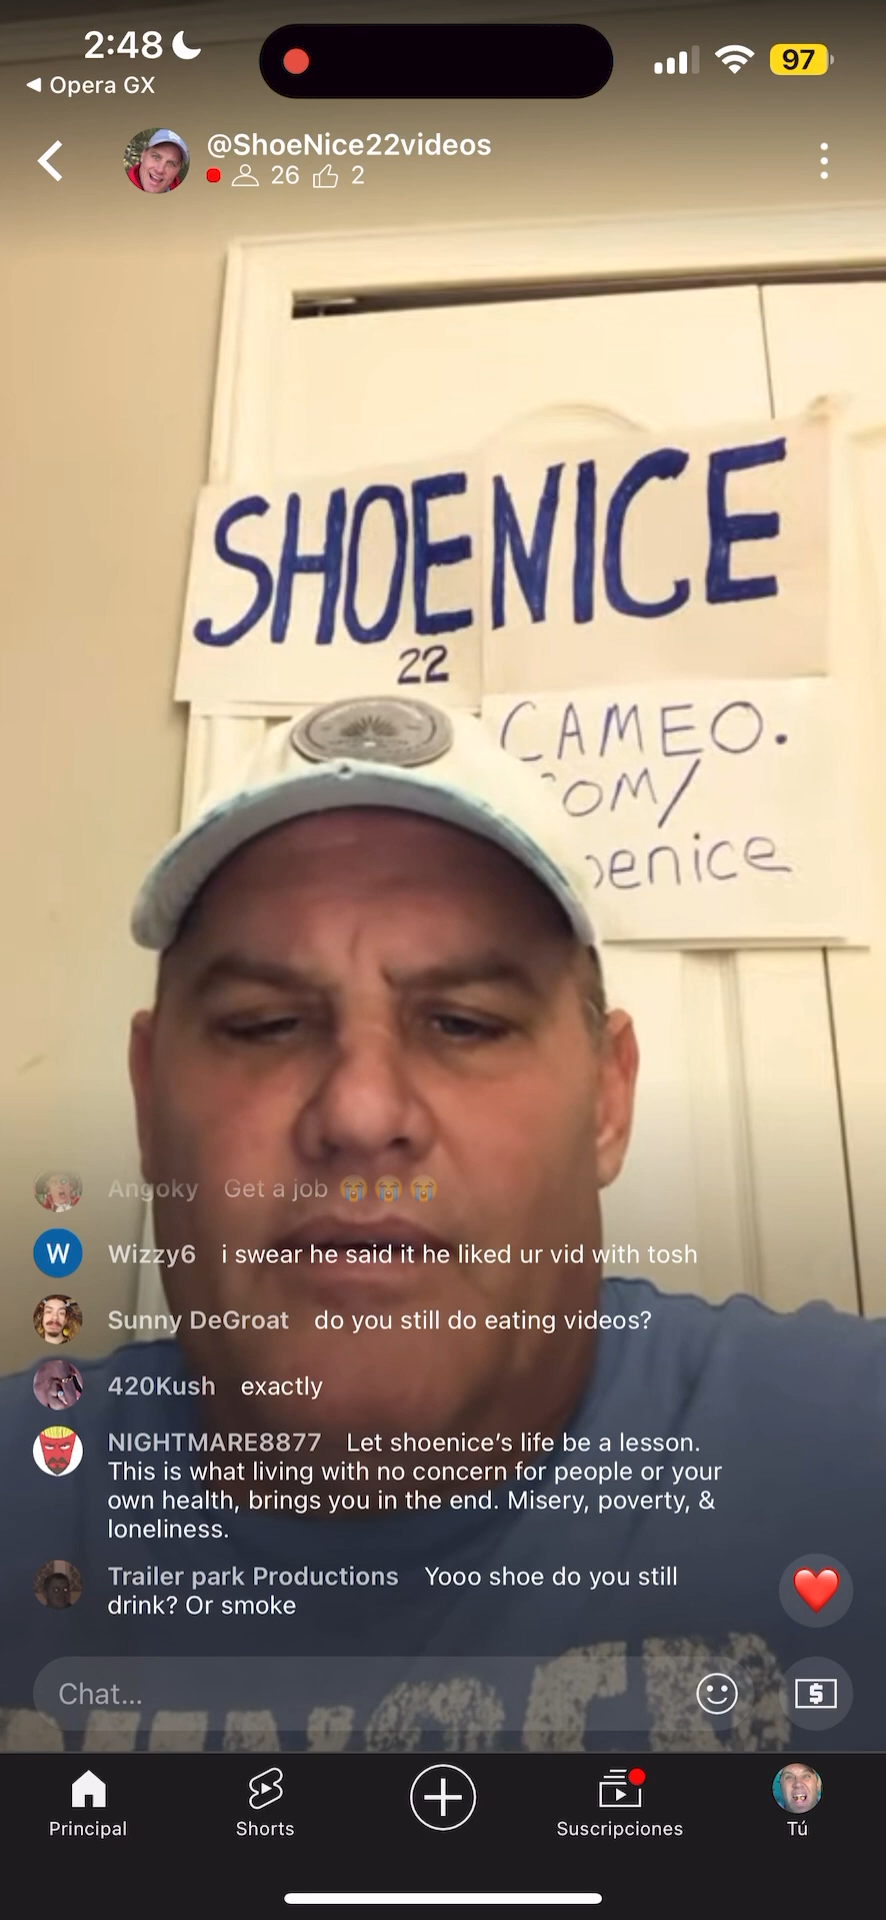 2:48
97
Opera GX
@ShoeNice22videos
26 2
SHOENICE
22
CAMEO.
OM/
enice
Angoky Get a job 😭😭😭
W Wizzy6 i swear he said it he liked ur vid with tosh
Sunny DeGroat do you still do eating videos?
420Kush exactly
NIGHTMARE8877 Let shoenice’s life be a lesson.
This is what living with no concern for people or your
own health, brings you in the end. Misery, poverty, &
loneliness.
Trailer park Productions Yooo shoe do you still
drink? Or smoke
Chat...
$
Principal Shorts Suscripciones Tú